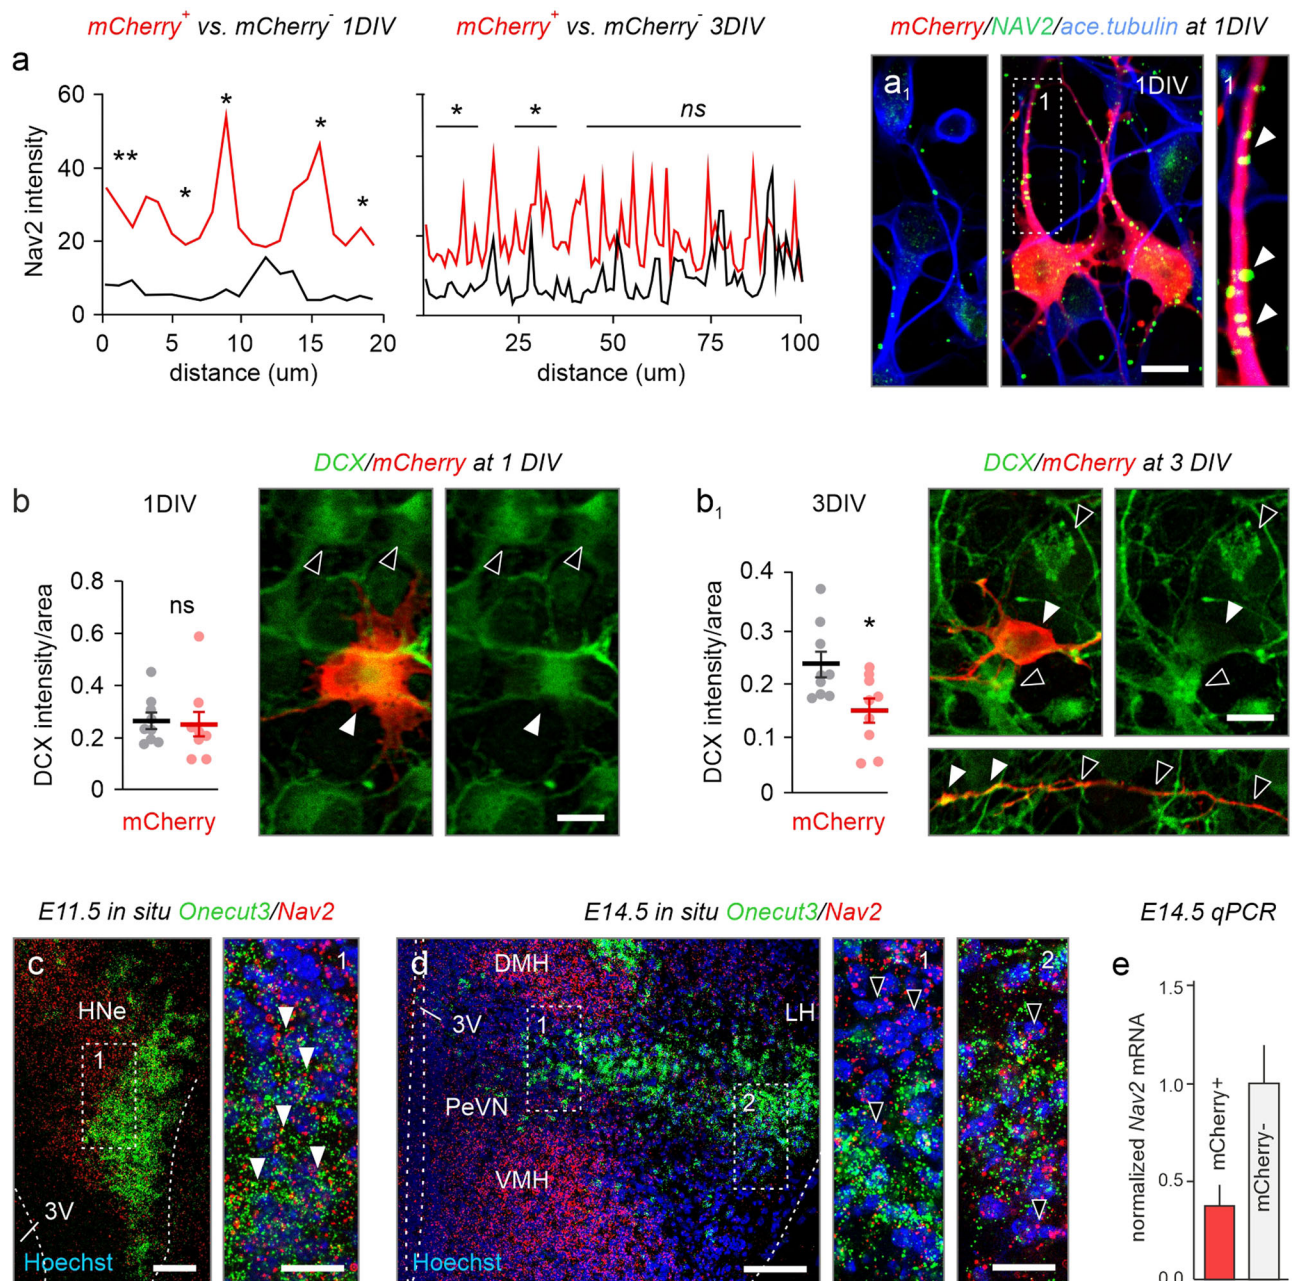 mCherry+ vs. mCherry- 1DIV
mCherry+ vs. mCherry- 3DIV
mCherry/NAV2/ace.tubulin at 1DIV
a
Nav2 intensity
60
40
20
0
**
*
*
*
*
0
5
10
15
20
distance (um)
*
*
ns
25
50
75
100
distance (um)
a1
1
1DIV
1
DCX/mCherry at 1 DIV
b
1DIV
DCX intensity/area
0.8
0.6
0.4
0.2
0
ns
mCherry
DCX/mCherry at 3 DIV
b1
3DIV
DCX intensity/area
0.4
0.3
0.2
0.1
0
*
mCherry
E11.5 in situ Onecut3/Nav2
c
HNe
1
3V
Hoechst
1
E14.5 in situ Onecut3/Nav2
d
DMH
3V
1
LH
PeVN
2
VMH
Hoechst
1
2
E14.5 qPCR
e
normalized Nav2 mRNA
1.5
1.0
0.5
0.0
mCherry+
mCherry-